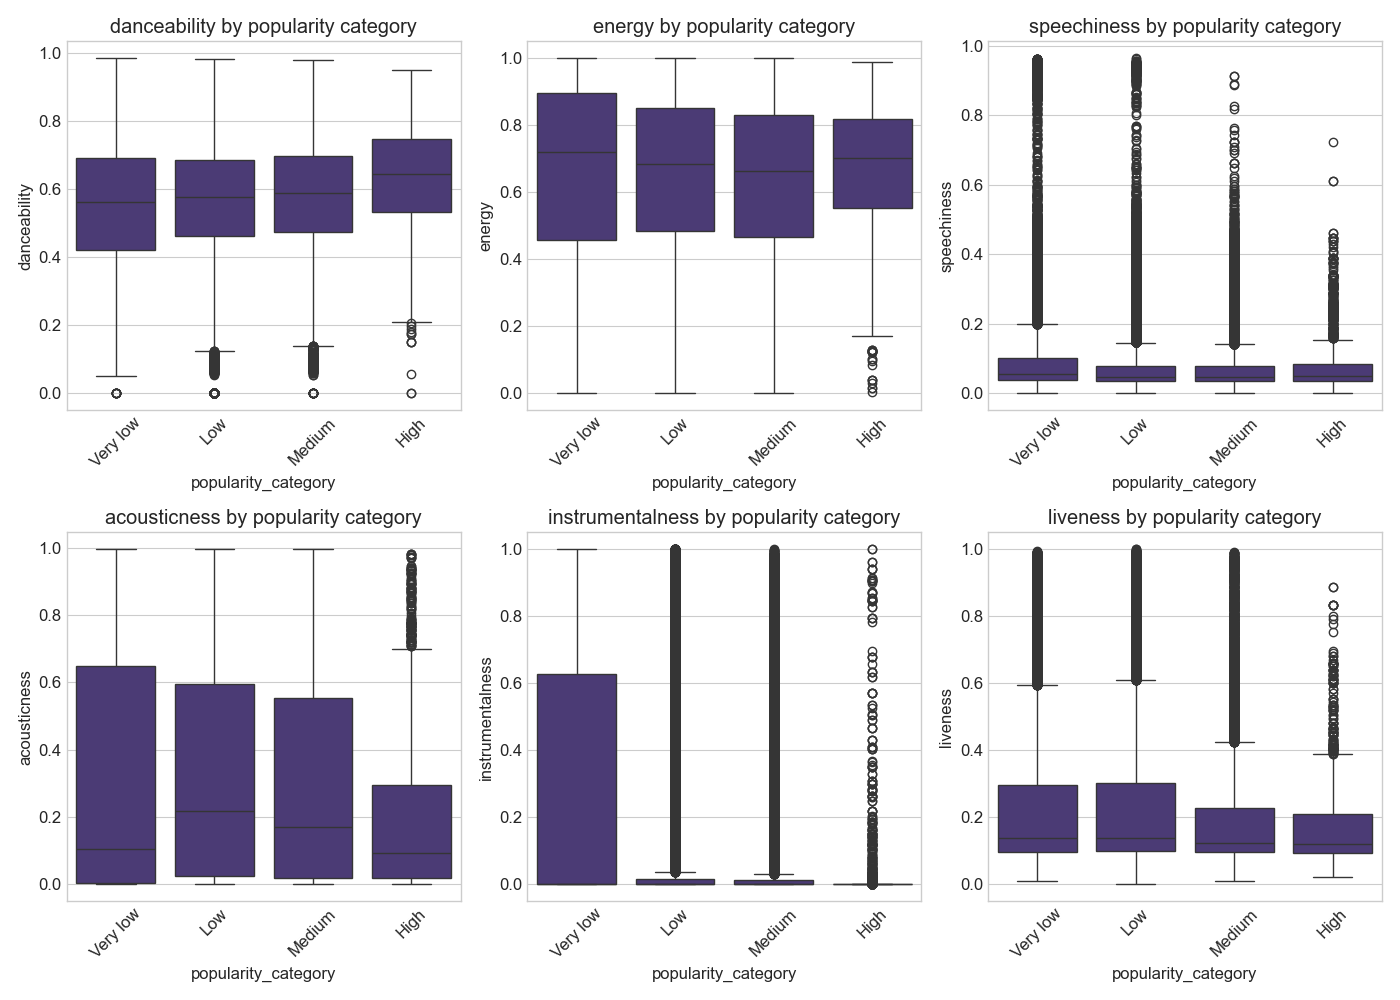 danceability by popularity category
1.0
0.8
0.6
0.4
0.2
0.0
danceability
Very low
Low
Medium
High
popularity_category
energy by popularity category
1.0
0.8
0.6
0.4
0.2
0.0
energy
Very low
Low
Medium
High
popularity_category
speechiness by popularity category
1.0
0.8
0.6
0.4
0.2
0.0
speechiness
Very low
Low
Medium
High
popularity_category
acousticness by popularity category
1.0
0.8
0.6
0.4
0.2
0.0
acousticness
Very low
Low
Medium
High
popularity_category
instrumentalness by popularity category
1.0
0.8
0.6
0.4
0.2
0.0
instrumentalness
Very low
Low
Medium
High
popularity_category
liveness by popularity category
1.0
0.8
0.6
0.4
0.2
0.0
liveness
Very low
Low
Medium
High
popularity_category